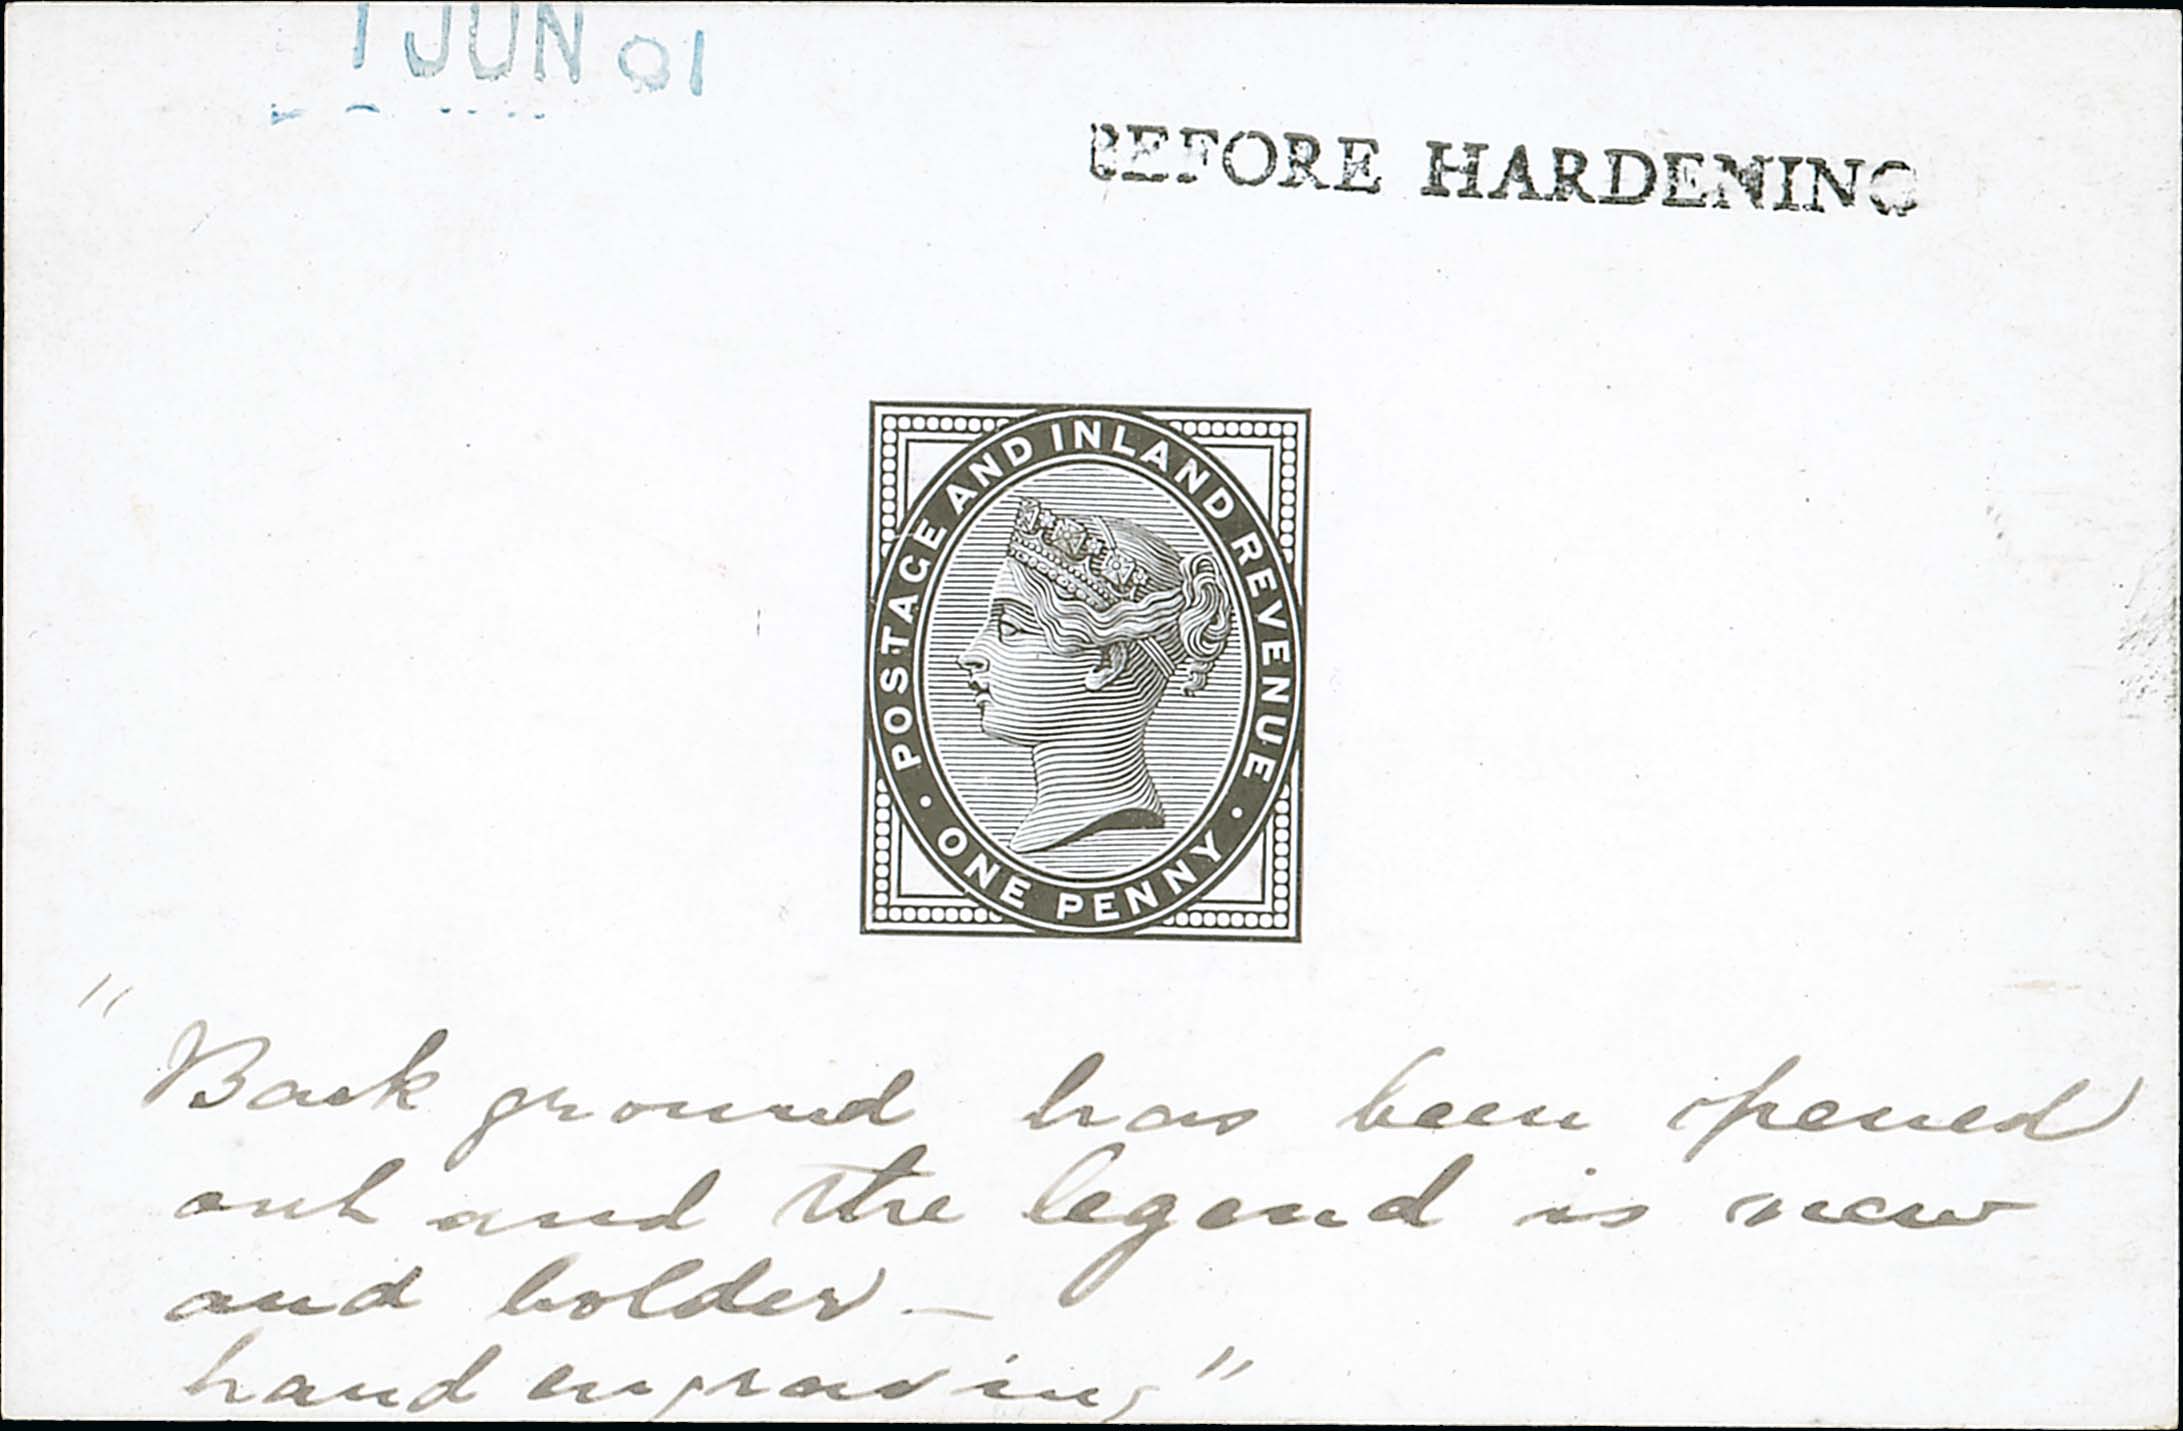 1 JUN 01
BEFORE HARDENING
POSTAGE AND INLAND REVENUE
· ONE PENNY ·
"Back ground has been opened
out and the legend is new
and bolder —
hand engraving"